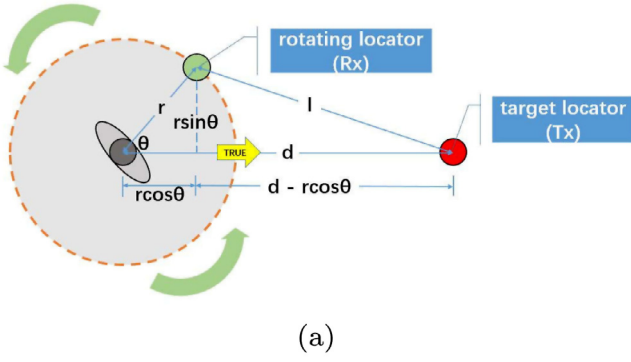 rotating locator
(Rx)
target locator
(Tx)
r
l
rsinθ
θ
TRUE
d
rcosθ
d - rcosθ
(a)